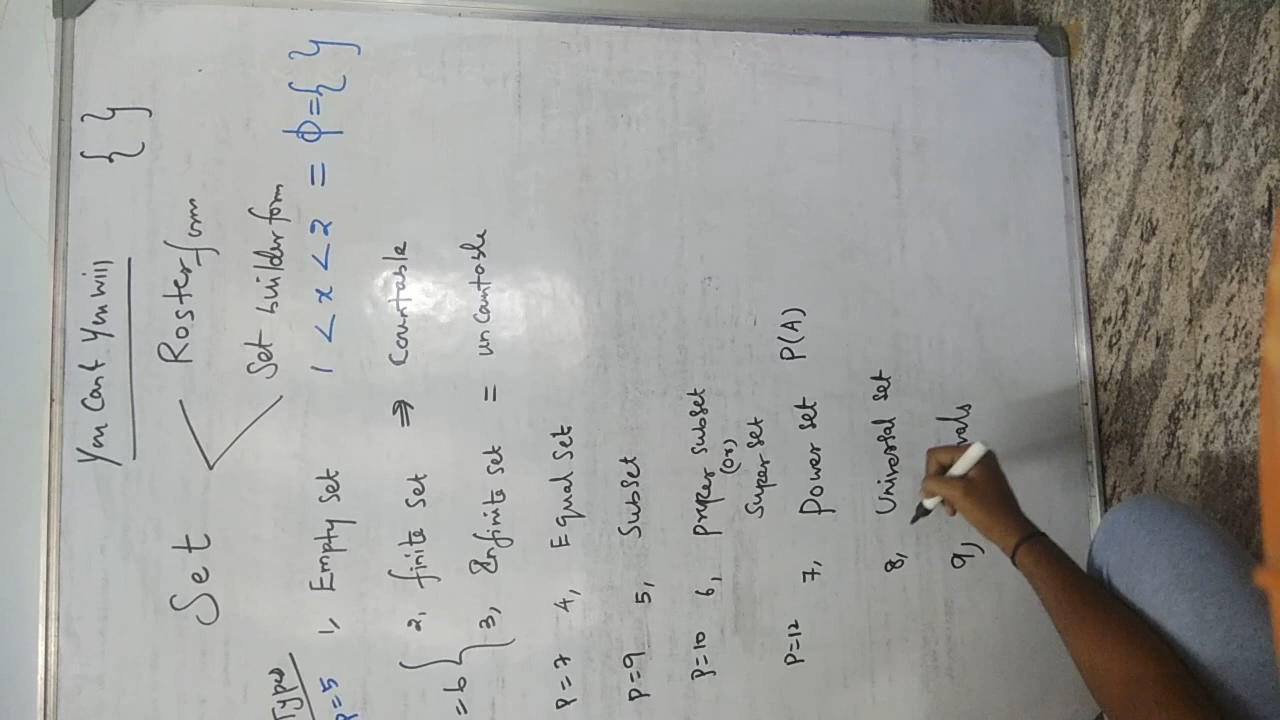 You Can & You will { }
Set Roster form
Set builder form
Types
P=5 1, Empty set 1 < x < 2 = ϕ = { }
= 6 { 2, finite set ⇒ Countable
3, Infinite set = uncantable
P=7 4, Equal set
P=9 5, Subset
P=10 6, proper subset
(or)
Super set
P=12 7, Power set P(A)
8, Universal set
9,